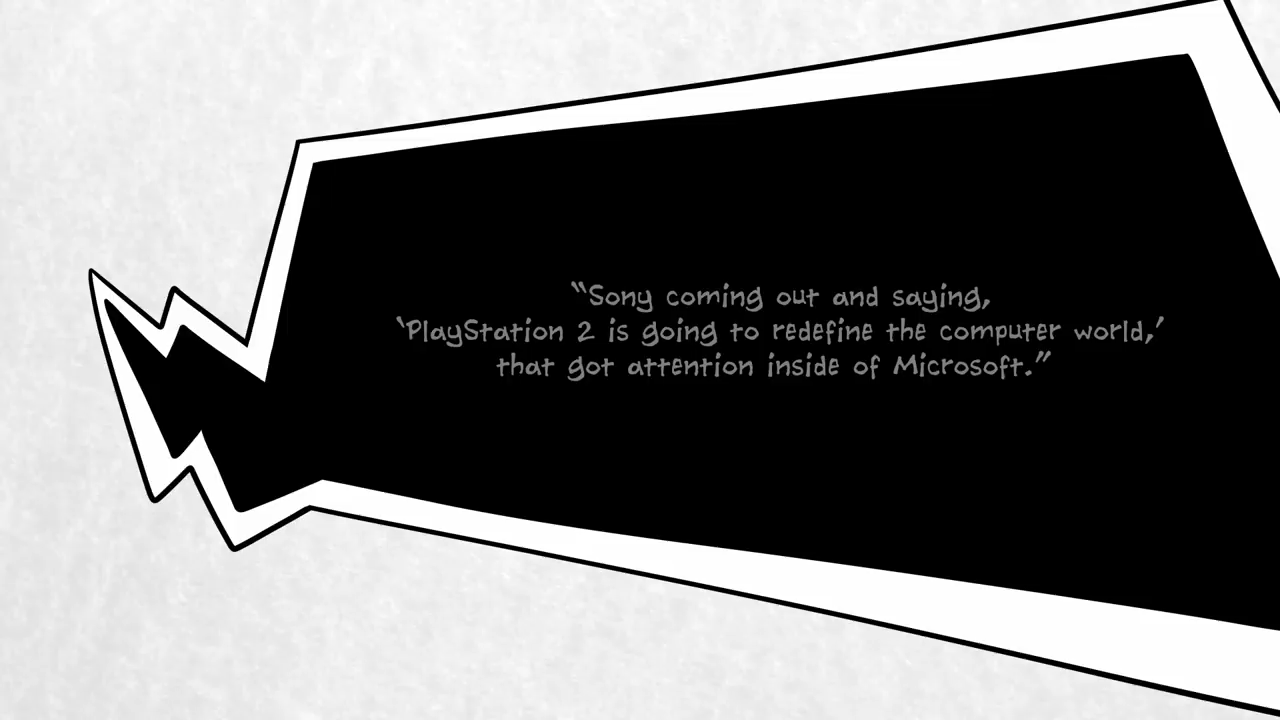 “Sony coming out and saying,
‘PlayStation 2 is going to redefine the computer world,’
that got attention inside of Microsoft.”